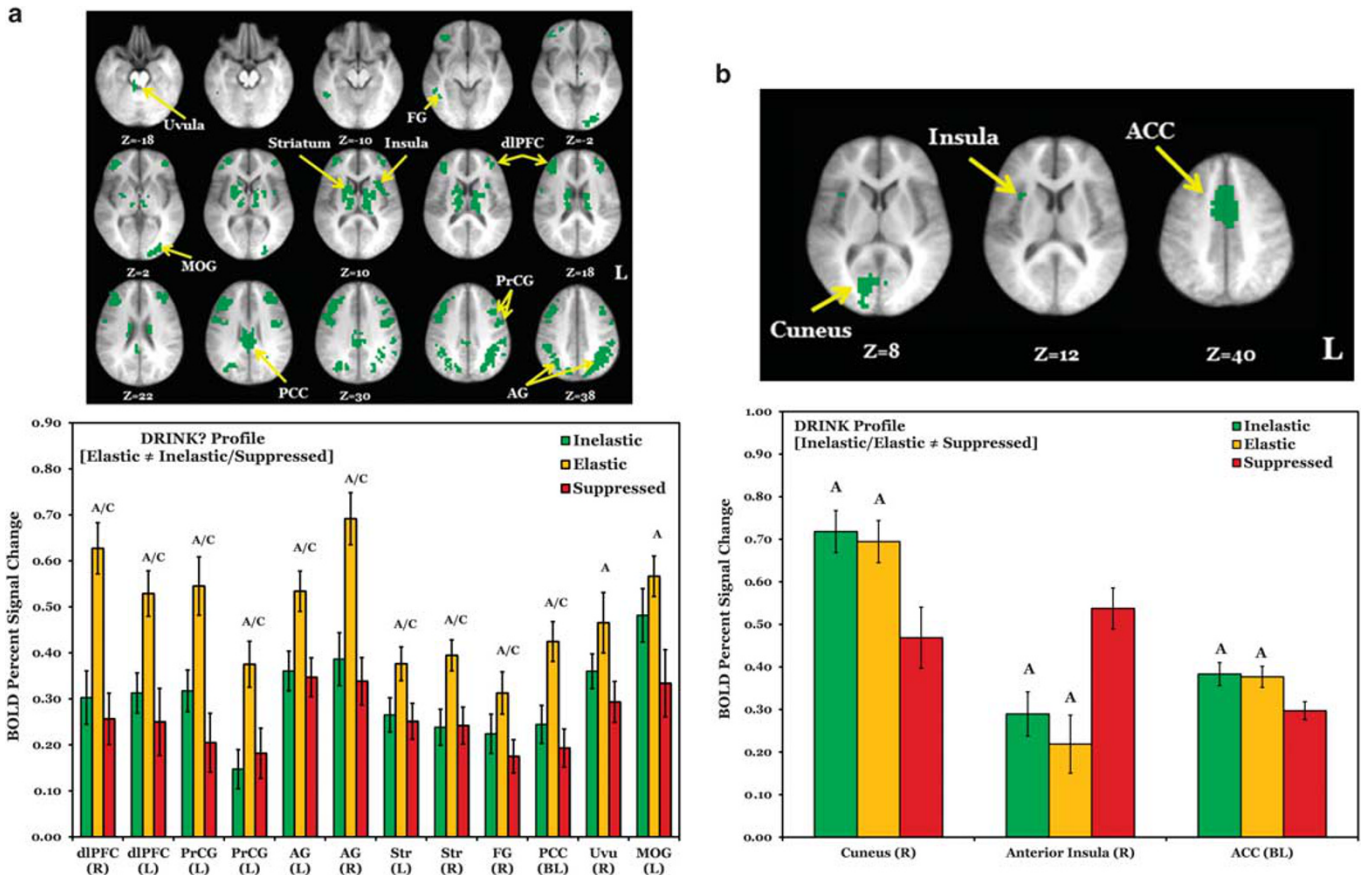 a
Uvula
Z=-18
Z=-10
FG
Z=-2
Striatum
Insula
dlPFC
MOG
Z=2
Z=10
Z=18
L
PrCG
PCC
AG
Z=22
Z=30
Z=38
DRINK? Profile
[Elastic ≠ Inelastic/Suppressed]
Inelastic
Elastic
Suppressed
BOLD Percent Signal Change
0.90
0.80
0.70
0.60
0.50
0.40
0.30
0.20
0.10
0.00
A/C
A/C
A/C
A/C
A/C
A/C
A/C
A/C
A/C
A/C
A
A
dlPFC (R)
dlPFC (L)
PrCG (L)
PrCG (L)
AG (L)
AG (R)
Str (L)
Str (R)
FG (R)
PCC (BL)
Uvu (R)
MOG (L)
b
Insula
ACC
Cuneus
Z=8
Z=12
Z=40
L
DRINK Profile
[Inelastic/Elastic ≠ Suppressed]
Inelastic
Elastic
Suppressed
BOLD Percent Signal Change
1.00
0.90
0.80
0.70
0.60
0.50
0.40
0.30
0.20
0.10
0.00
A
A
A
A
A
A
Cuneus (R)
Anterior Insula (R)
ACC (BL)